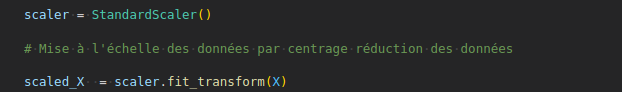 scaler = StandardScaler()
# Mise à l'échelle des données par centrage réduction des données
scaled_X  = scaler.fit_transform(X)